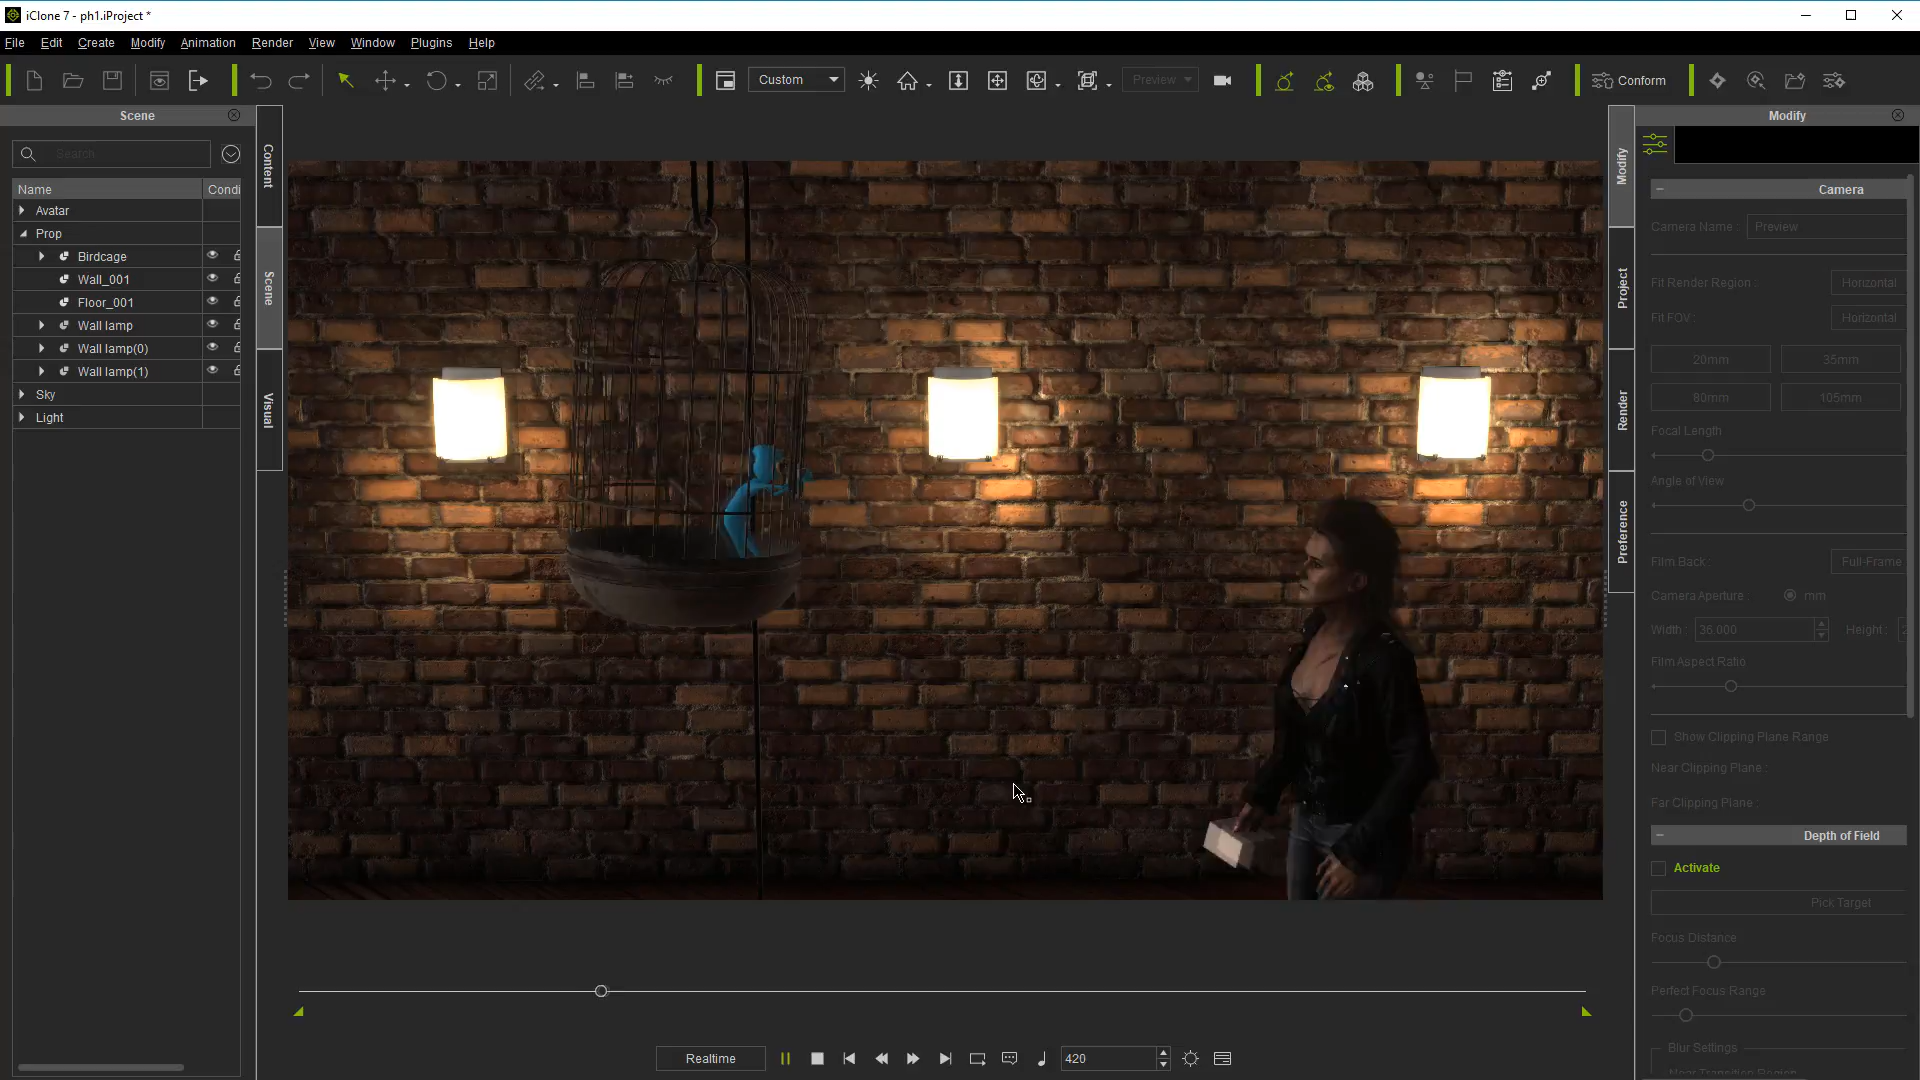 iClone 7 - ph1.iProject *
File Edit Create Modify Animation Render View Window Plugins Help
Custom Preview Conform
Scene
Search
Name Condi
Avatar
Prop
Birdcage
Wall_001
Floor_001
Wall lamp
Wall lamp(0)
Wall lamp(1)
Sky
Light
Content
Scene
Visual
Modify
Project
Render
Preference
Modify
Camera
Camera Name : Preview
Fit Render Region : Horizontal
Fit FOV : Horizontal
20mm 35mm
80mm 105mm
Focal Length
Angle of View
Film Back : Full-Frame
Camera Aperture : mm
Width : 36.000 Height :
Film Aspect Ratio
Show Clipping Plane Range
Near Clipping Plane :
Far Clipping Plane :
Depth of Field
Activate
Pick Target
Focus Distance
Perfect Focus Range
Blur Settings
Near Transition Region
Realtime 420